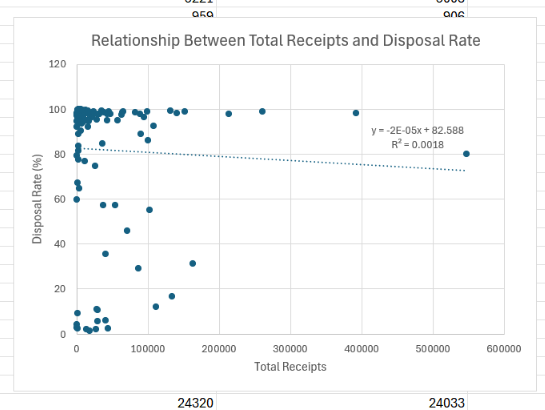 959
906
Relationship Between Total Receipts and Disposal Rate
120
100
80
60
40
20
0
Disposal Rate (%)
y = -2E-05x + 82.588
R² = 0.0018
0 100000 200000 300000 400000 500000 600000
Total Receipts
24320
24033